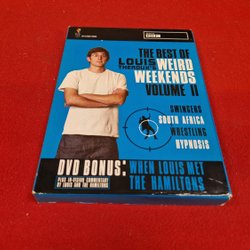 THE BEST OF
LOUIS
THEROUX'S
WEIRD
WEEKENDS
VOLUME II
SWINGERS
SOUTH AFRICA
WRESTLING
HYPNOSIS
DVD BONUS: WHEN LOUIS MET
THE HAMILTONS
PLUS IN-VISION COMMENTARY
BY LOUIS AND THE HAMILTONS